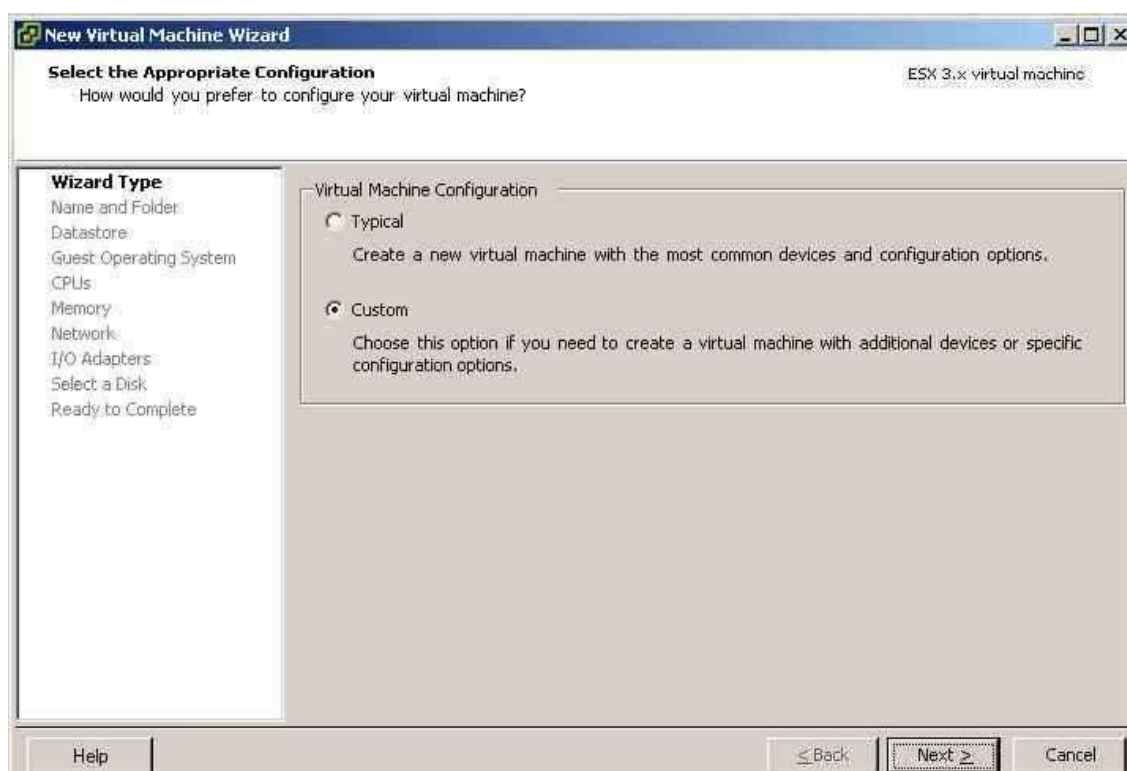 New Virtual Machine Wizard
Select the Appropriate Configuration
ESX 3.x virtual machine
How would you prefer to configure your virtual machine?
Wizard Type
Name and Folder
Datastore
Guest Operating System
CPUs
Memory
Network
I/O Adapters
Select a Disk
Ready to Complete
Virtual Machine Configuration
Typical
Create a new virtual machine with the most common devices and configuration options.
Custom
Choose this option if you need to create a virtual machine with additional devices or specific
configuration options.
Help
≤ Back
Next ≥
Cancel